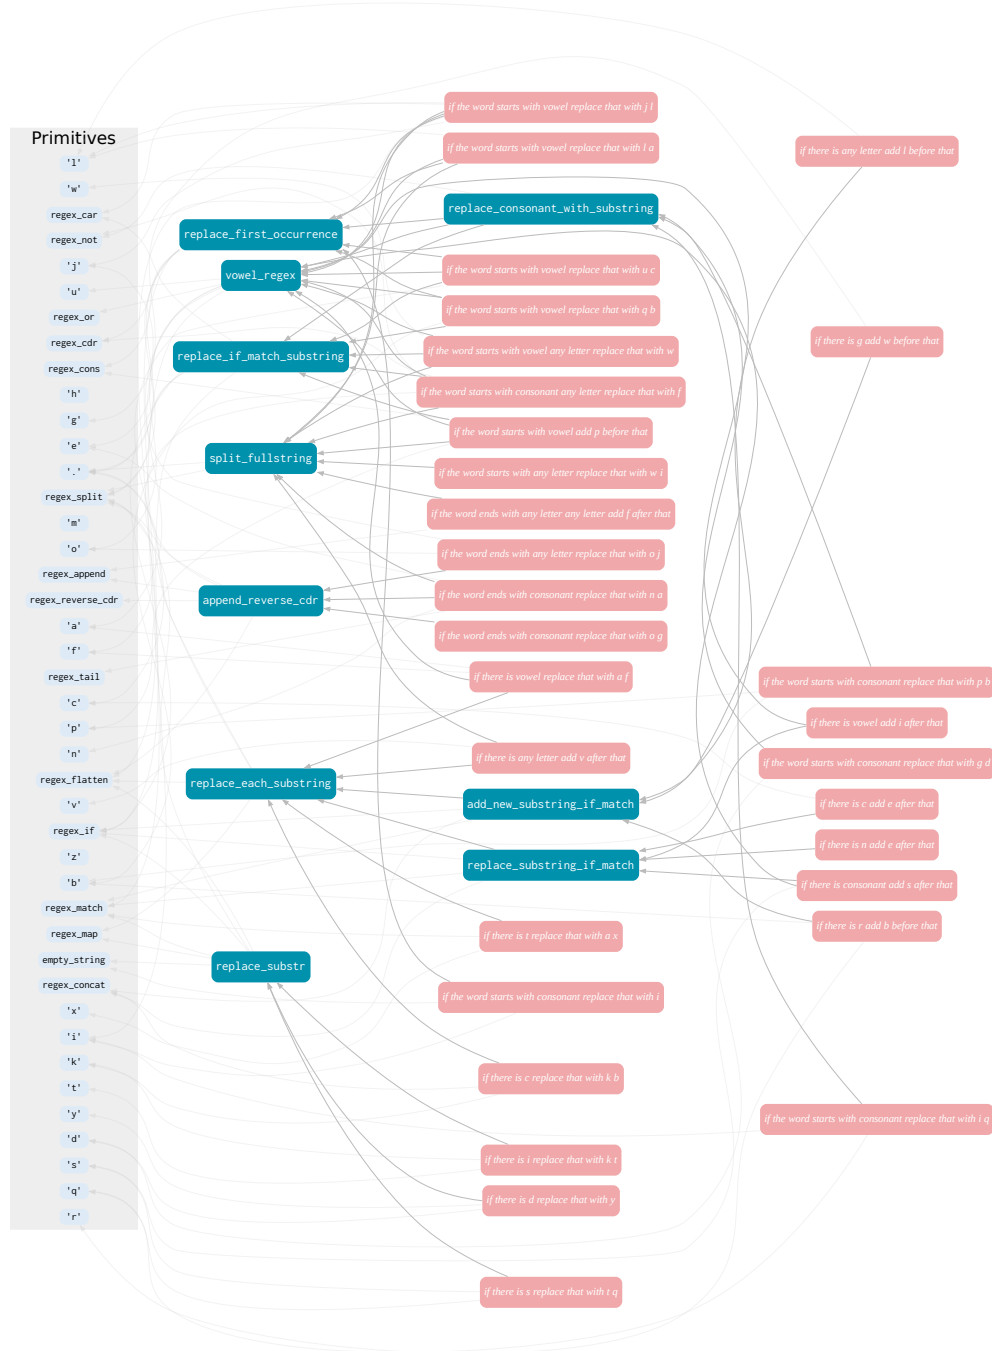 Primitives
'l'
'w'
regex_car
regex_not
'j'
'u'
regex_or
regex_cdr
regex_cons
'h'
'g'
'e'
'.'
regex_split
'm'
'o'
regex_append
regex_reverse_cdr
'a'
'f'
regex_tail
'c'
'p'
'n'
regex_flatten
'v'
regex_if
'z'
'b'
regex_match
regex_map
empty_string
regex_concat
'x'
'i'
'k'
't'
'y'
'd'
's'
'q'
'r'
replace_first_occurrence
vowel_regex
replace_if_match_substring
split_fullstring
append_reverse_cdr
replace_each_substring
replace_substr
if the word starts with vowel replace that with j l
if the word starts with vowel replace that with l a
replace_consonant_with_substring
if the word starts with vowel replace that with u c
if the word starts with vowel replace that with q b
if the word starts with vowel any letter replace that with w
if the word starts with consonant any letter replace that with f
if the word starts with vowel add p before that
if the word starts with any letter replace that with w i
if the word ends with any letter any letter add f after that
if the word ends with any letter replace that with o j
if the word ends with consonant replace that with n a
if the word ends with consonant replace that with o g
if there is vowel replace that with a f
if there is any letter add v after that
add_new_substring_if_match
replace_substring_if_match
if there is t replace that with a x
if the word starts with consonant replace that with i
if there is c replace that with k b
if there is i replace that with k t
if there is d replace that with y
if there is s replace that with t q
if there is any letter add l before that
if there is g add w before that
if the word starts with consonant replace that with p b
if there is vowel add i after that
if the word starts with consonant replace that with g d
if there is c add e after that
if there is n add e after that
if there is consonant add s after that
if there is r add b before that
if the word starts with consonant replace that with i q